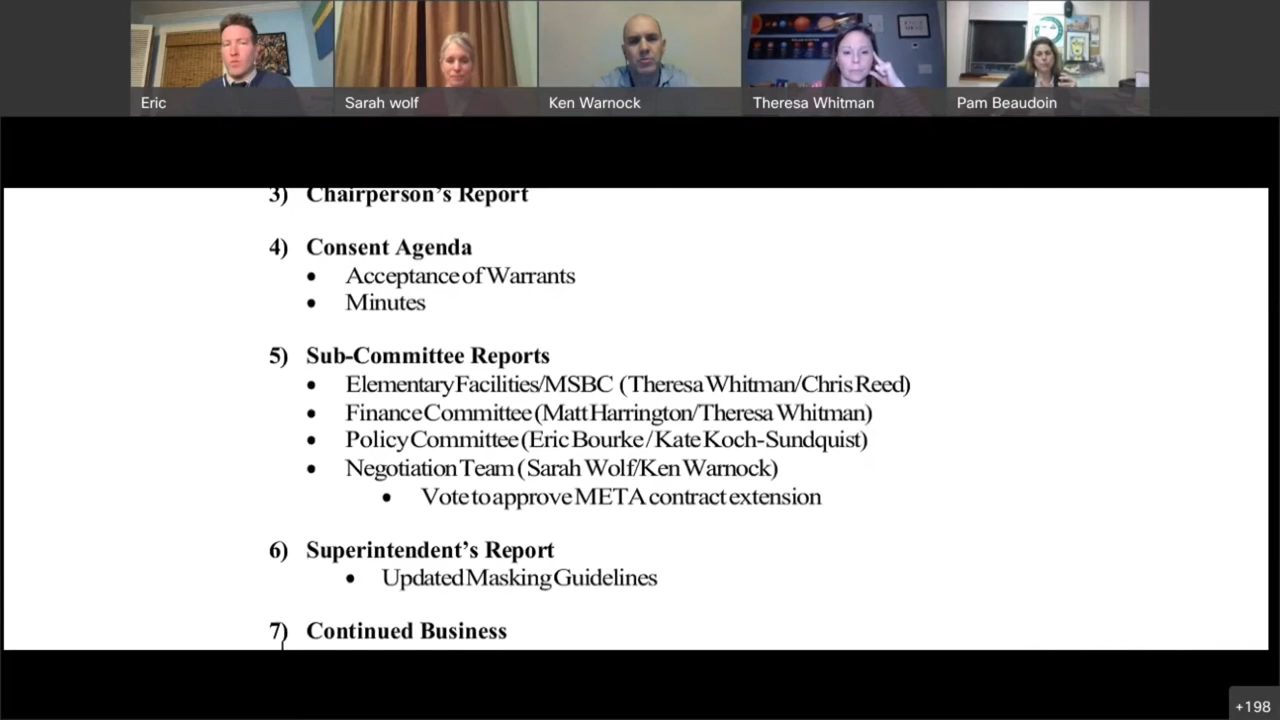 Eric
Sarah wolf
Ken Warnock
Theresa Whitman
Pam Beaudoin
3) Chairperson's Report
4) Consent Agenda
• Acceptance of Warrants
• Minutes
5) Sub-Committee Reports
• Elementary Facilities/MSBC (Theresa Whitman/Chris Reed)
• Finance Committee (Matt Harrington/Theresa Whitman)
• Policy Committee (Eric Bourke/Kate Koch-Sundquist)
• Negotiation Team (Sarah Wolf/Ken Warnock)
• Vote to approve META contract extension
6) Superintendent's Report
• Updated Masking Guidelines
7) Continued Business
+198